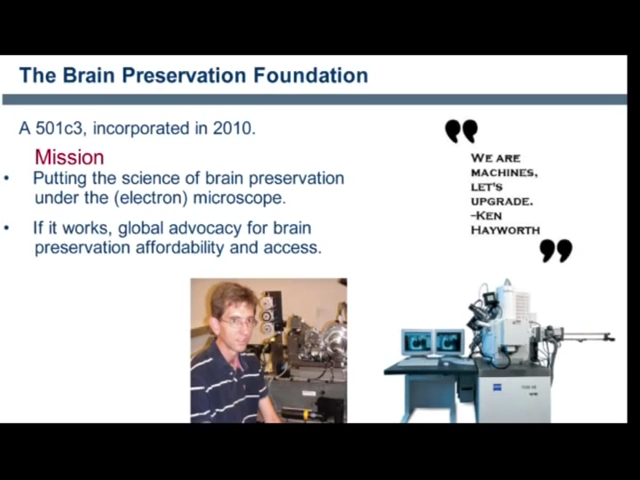 The Brain Preservation Foundation
A 501c3, incorporated in 2010.
Mission
• Putting the science of brain preservation
under the (electron) microscope.
• If it works, global advocacy for brain
preservation affordability and access.
❝
WE ARE
MACHINES,
LET'S
UPGRADE.
–KEN
HAYWORTH
❞